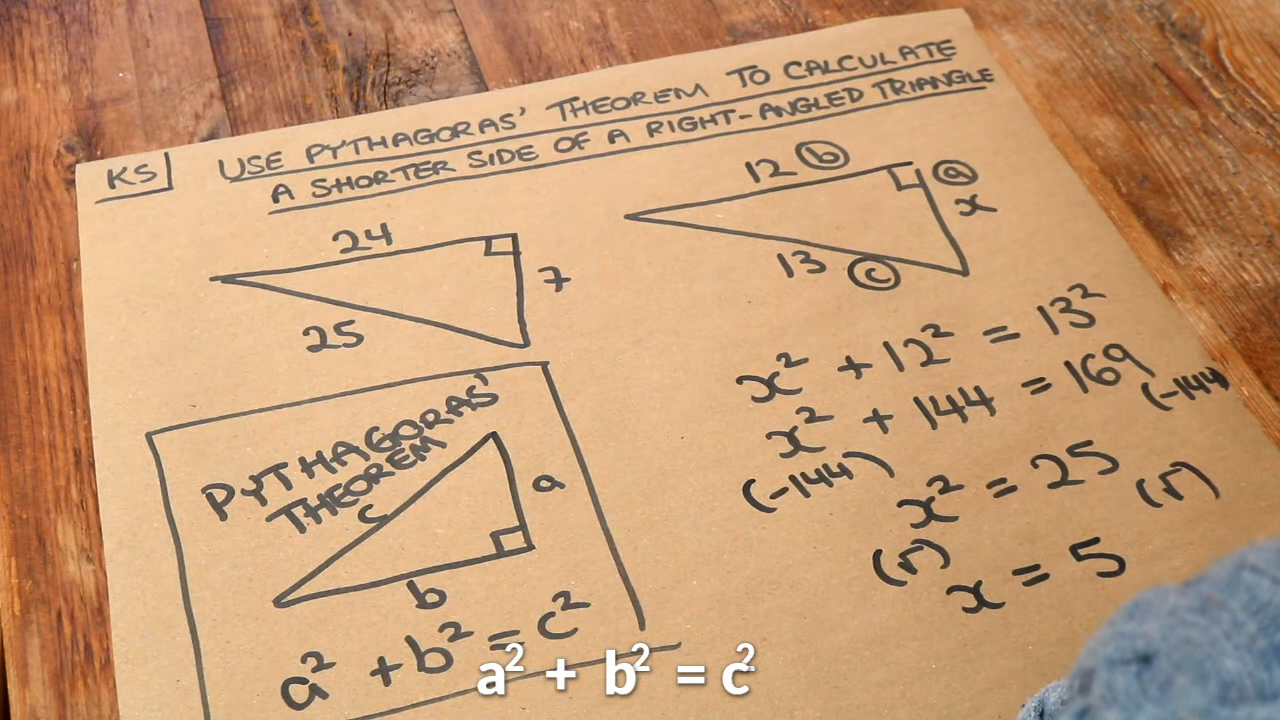 KS
USE PYTHAGORAS' THEOREM TO CALCULATE
A SHORTER SIDE OF A RIGHT-ANGLED TRIANGLE
24
7
25
PYTHAGORAS'
THEOREM
c
a
b
a² + b² = c²
12 b
a
x
13 c
x² + 12² = 13²
x² + 144 = 169
(-144) (-144)
x² = 25
(√) (√)
x = 5
a² + b² = c²